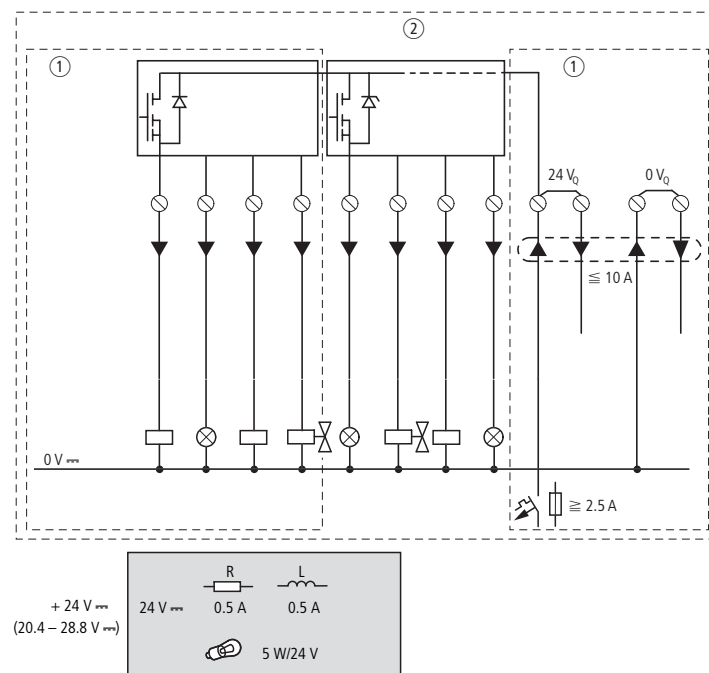 ②
①
①
24 V_Q
0 V_Q
≦ 10 A
0 V ⎓
≧ 2.5 A
R
L
+ 24 V ⎓
24 V ⎓
0.5 A
0.5 A
(20.4 – 28.8 V ⎓)
5 W/24 V